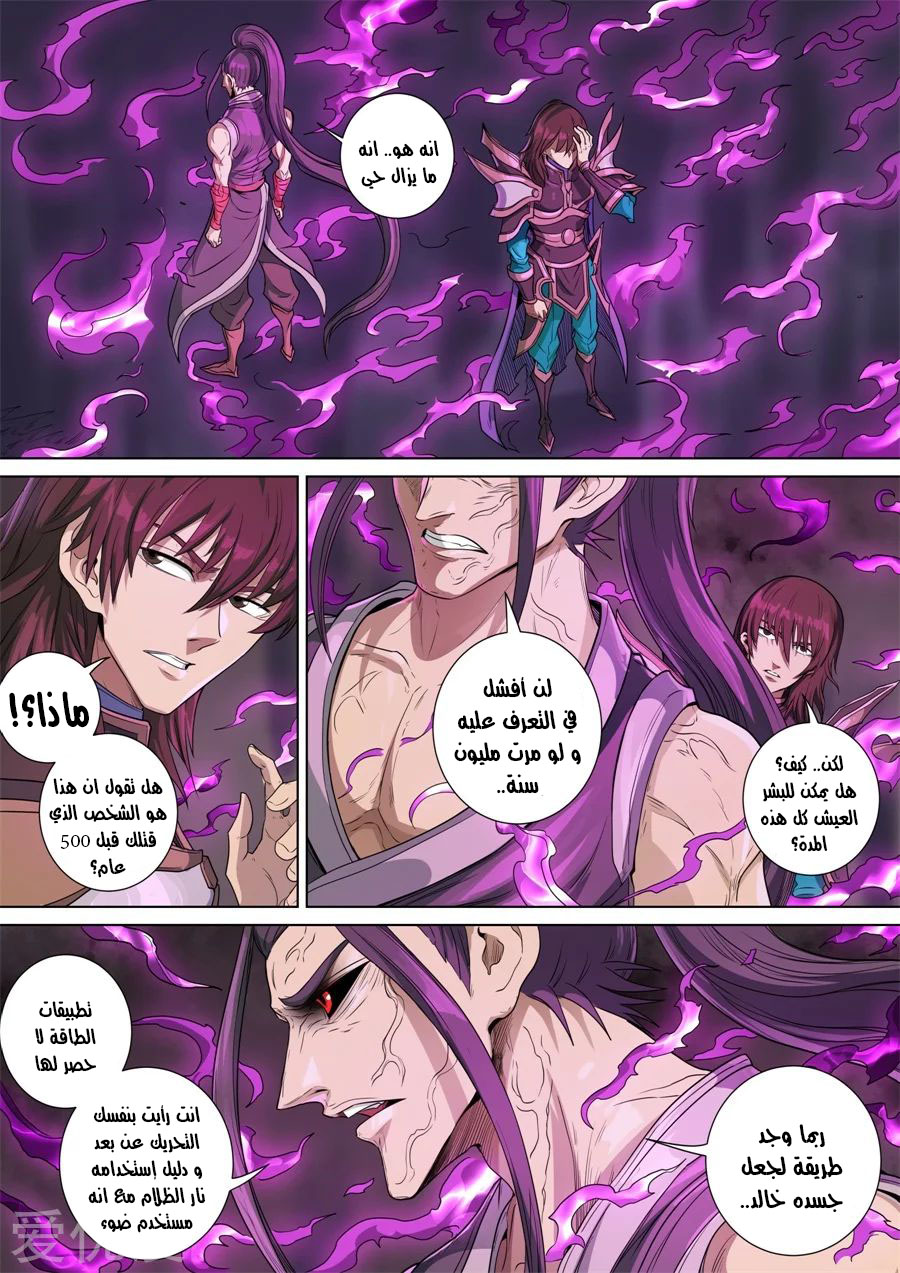 انه هو.. انه
ما يزال حي
لكن.. كيف؟
هل يمكن للبشر
العيش كل هذه
المدة؟
لن أفشل
في التعرف عليه
و لو مرت مليون
سنة..
ماذا؟!
هل تقول ان هذا
هو الشخص الذي
قتلك قبل 500
عام؟
ربما وجد
طريقة لجعل
جسده خالد..
تطبيقات
الطاقة لا
حصر لها
انت رأيت بنفسك
التحريك عن بعد
و دليل إستخدامه
نار الظلام مع انه
مستخدم ضوء؟